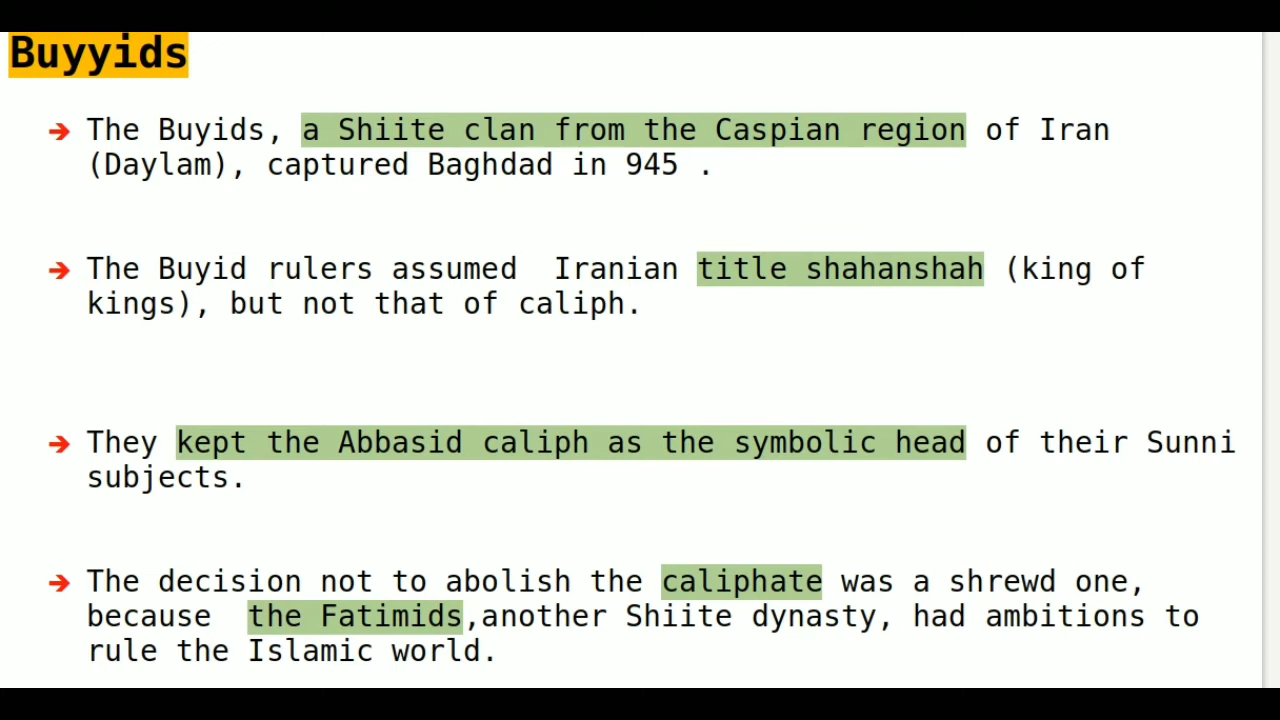 Buyyids
➔ The Buyids, a Shiite clan from the Caspian region of Iran
(Daylam), captured Baghdad in 945 .
➔ The Buyid rulers assumed  Iranian title shahanshah (king of
kings), but not that of caliph.
➔ They kept the Abbasid caliph as the symbolic head of their Sunni
subjects.
➔ The decision not to abolish the caliphate was a shrewd one,
because  the Fatimids,another Shiite dynasty, had ambitions to
rule the Islamic world.